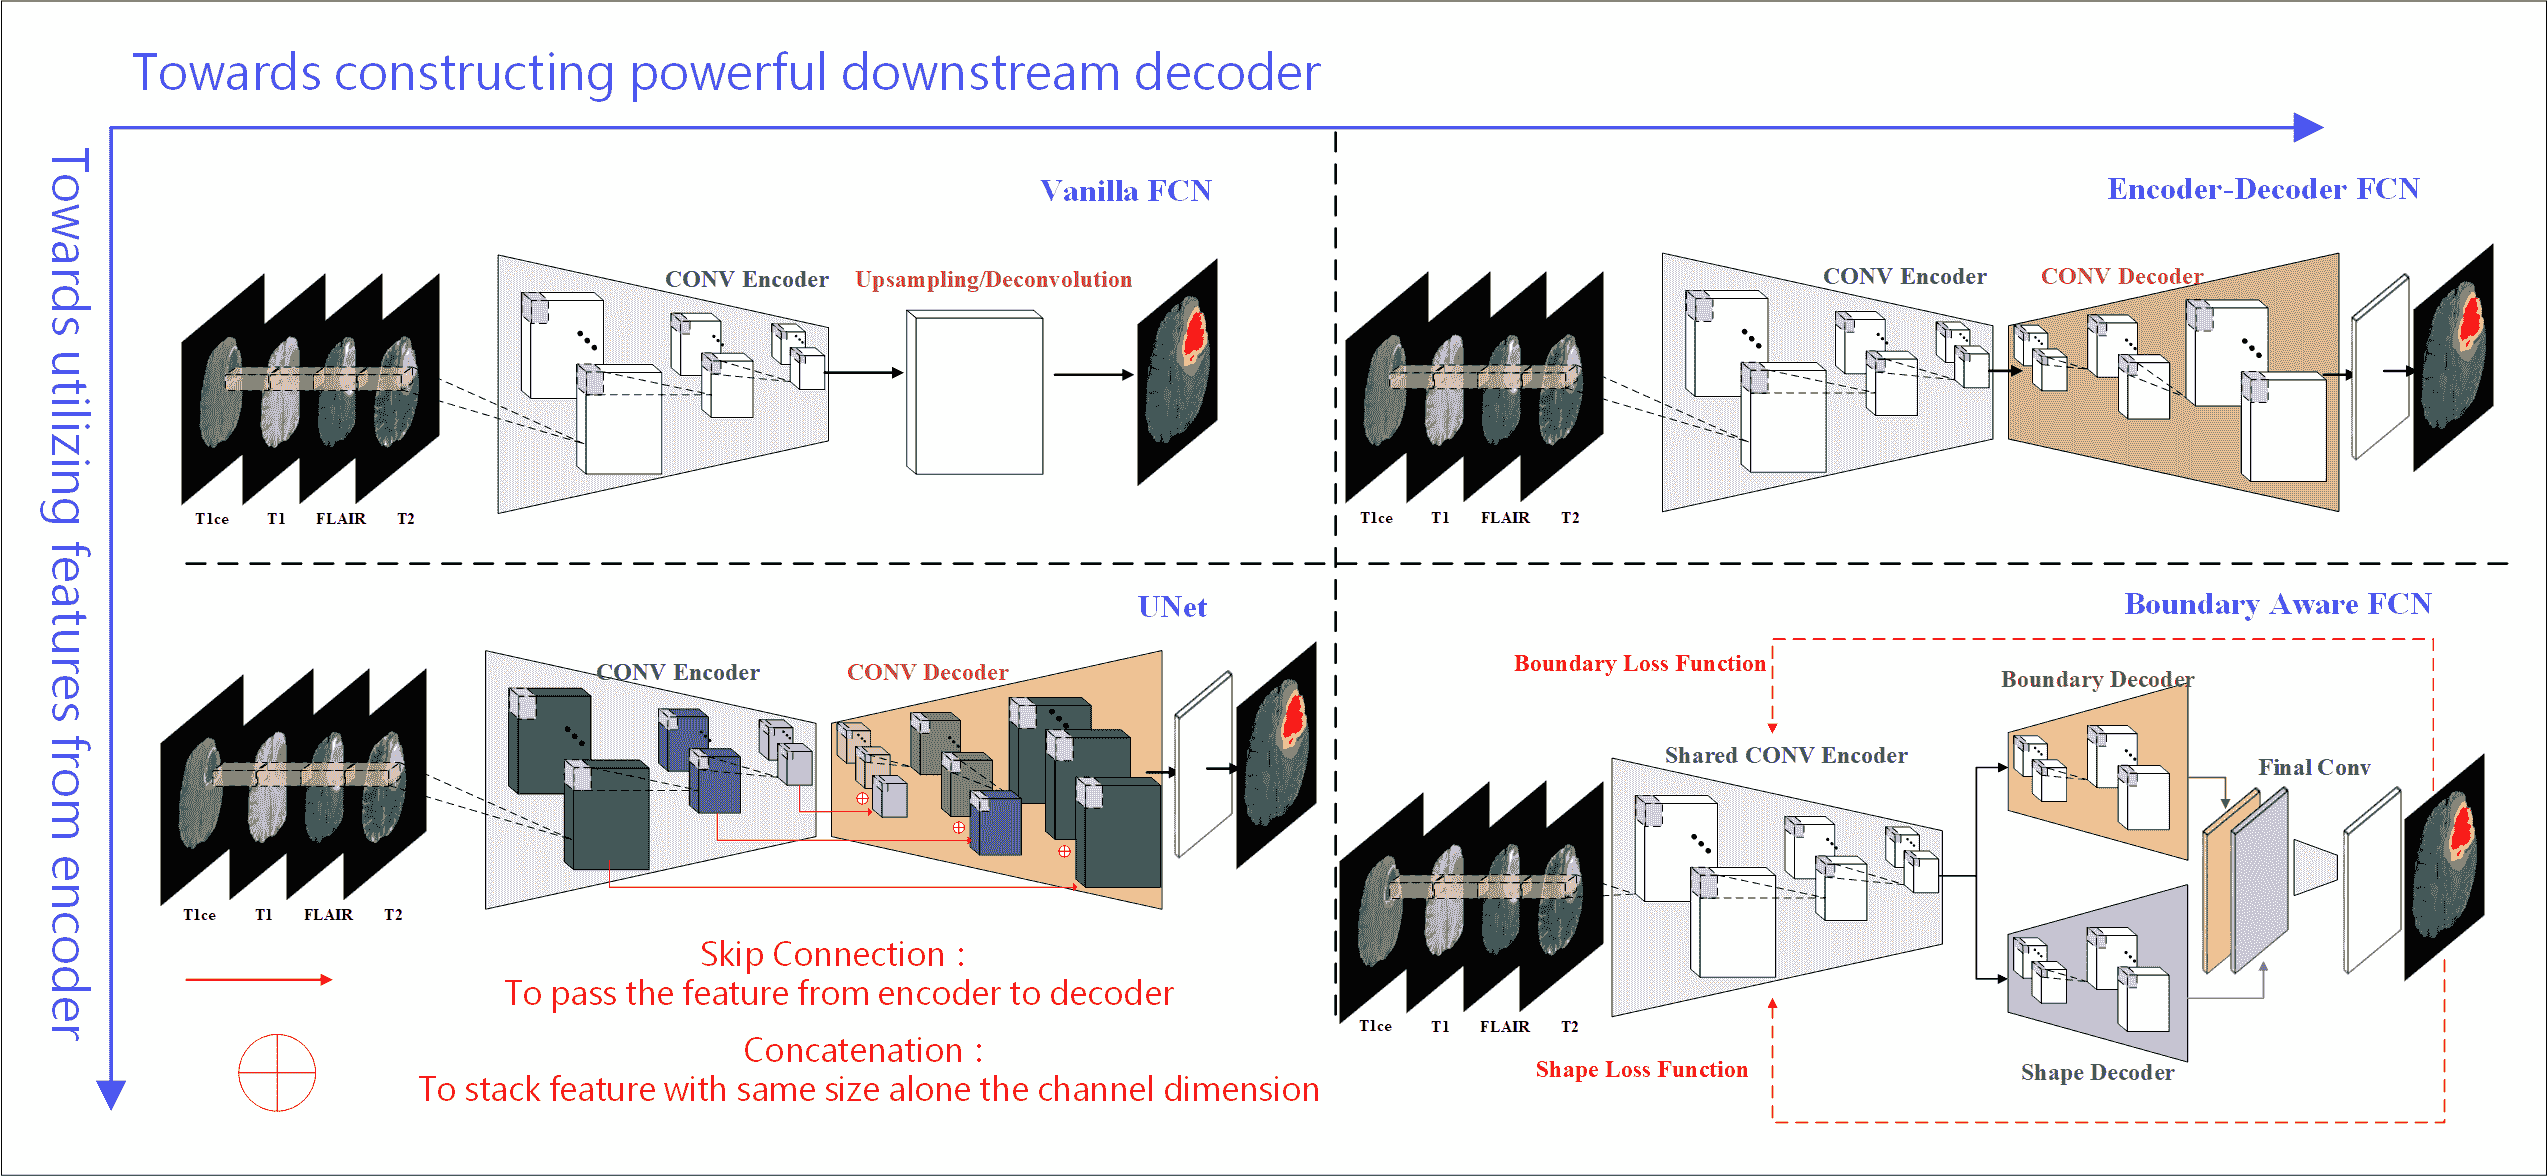 Towards constructing powerful downstream decoder
Towards utilizing features from encoder
Vanilla FCN
CONV Encoder
Upsampling/Deconvolution
T1ce T1 FLAIR T2
Encoder-Decoder FCN
CONV Encoder
CONV Decoder
T1ce T1 FLAIR T2
UNet
CONV Encoder
CONV Decoder
T1ce T1 FLAIR T2
Skip Connection :
To pass the feature from encoder to decoder
Concatenation :
To stack feature with same size alone the channel dimension
Boundary Aware FCN
Boundary Loss Function
Boundary Decoder
Shared CONV Encoder
Final Conv
T1ce T1 FLAIR T2
Shape Loss Function
Shape Decoder